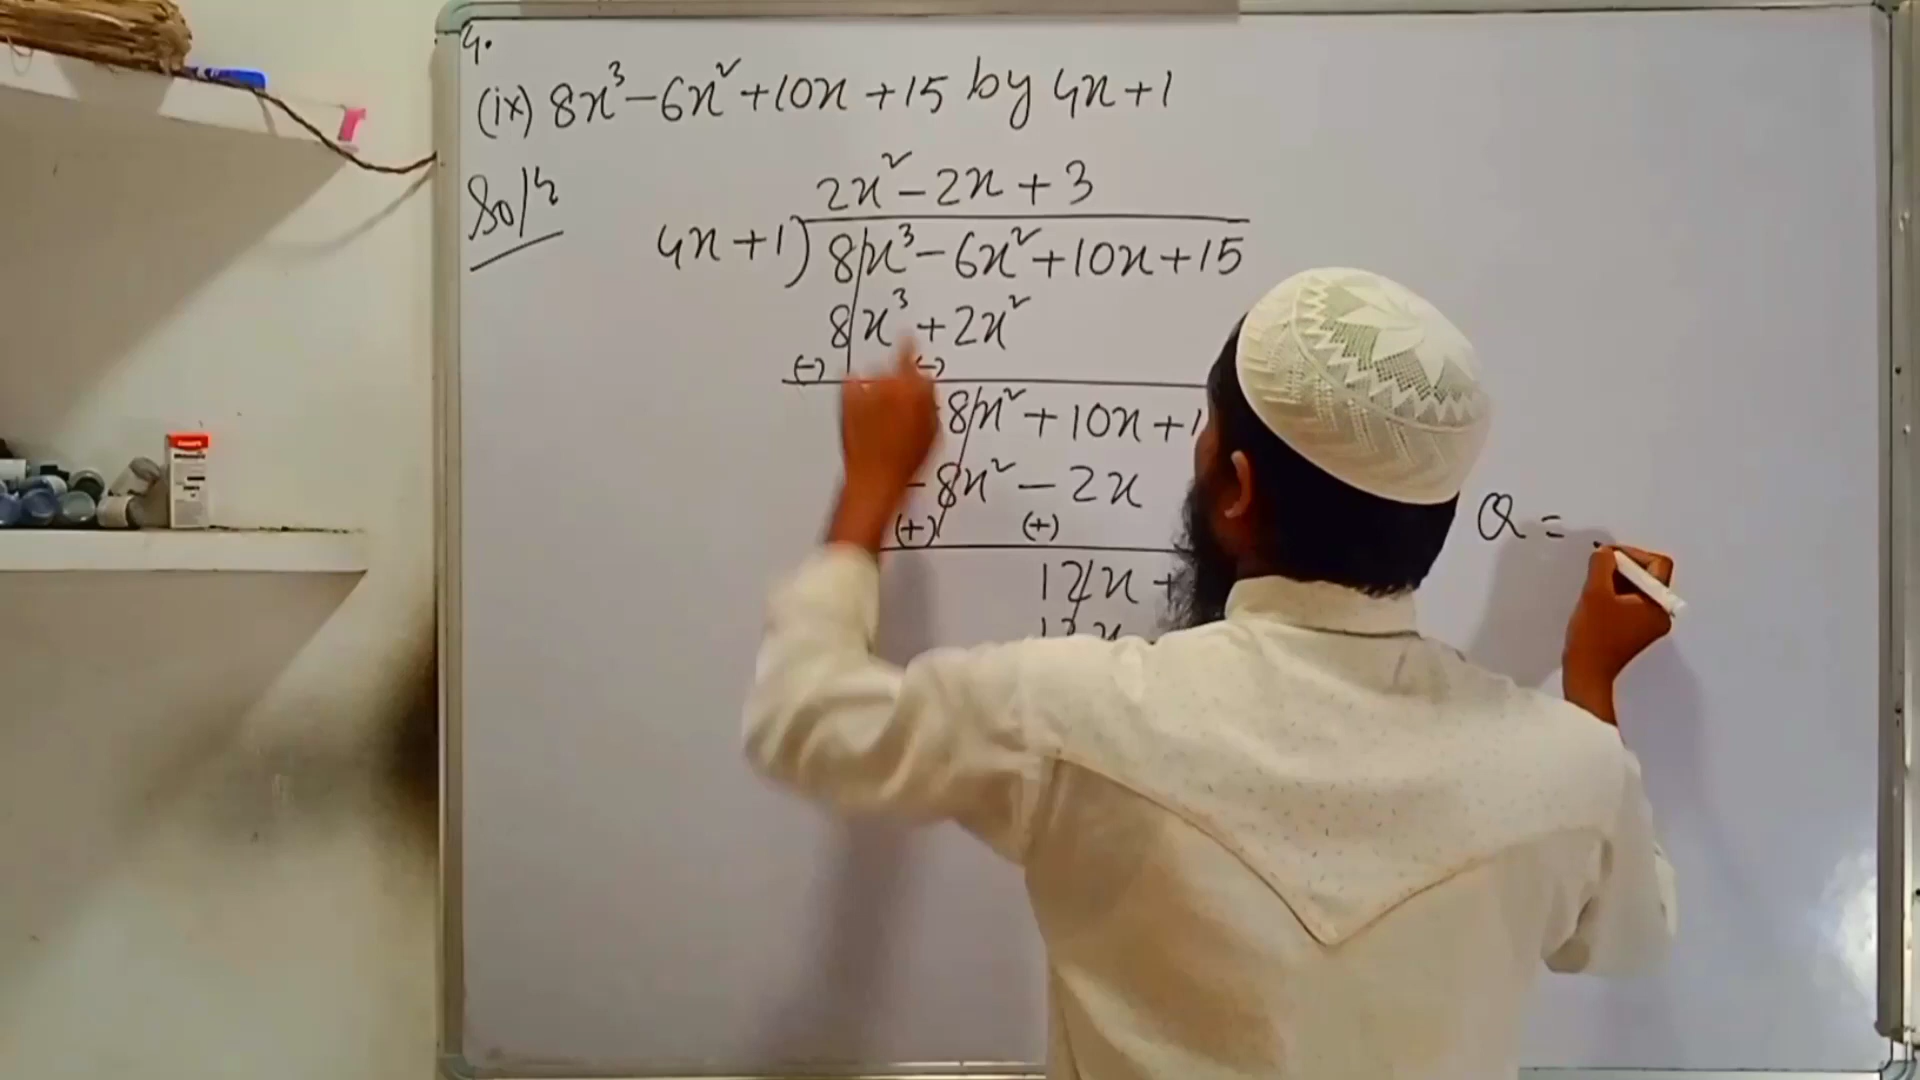 4.
(ix) 8x³ - 6x² + 10x + 15 by 4x + 1
Solⁿ
2x² - 2x + 3
4x + 1) 8x³ - 6x² + 10x + 15
8x³ + 2x²
(-) (-)
- 8x² + 10x + 1
- 8x² - 2x
(+) (+)
12x +
12x
Q =